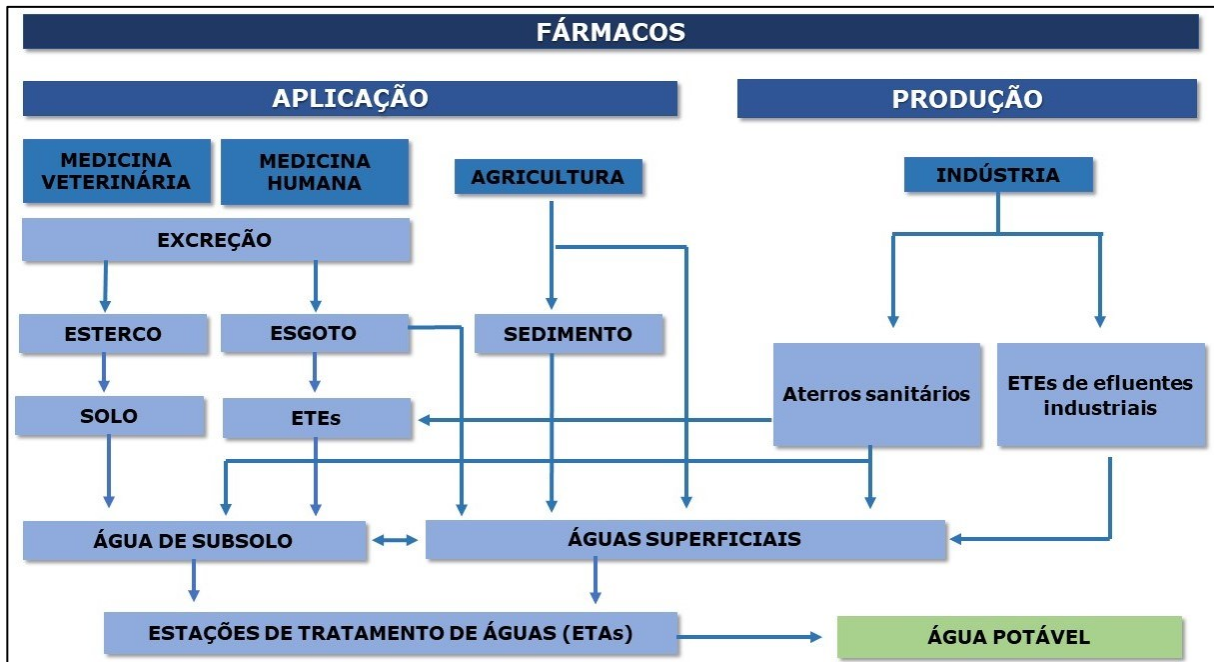 FÁRMACOS
APLICAÇÃO
PRODUÇÃO
MEDICINA
VETERINÁRIA
MEDICINA
HUMANA
AGRICULTURA
INDÚSTRIA
EXCREÇÃO
ESTERCO
ESGOTO
SEDIMENTO
Aterros sanitários
ETEs de efluentes
industriais
SOLO
ETEs
ÁGUA DE SUBSOLO
ÁGUAS SUPERFICIAIS
ESTAÇÕES DE TRATAMENTO DE ÁGUAS (ETAs)
ÁGUA POTÁVEL